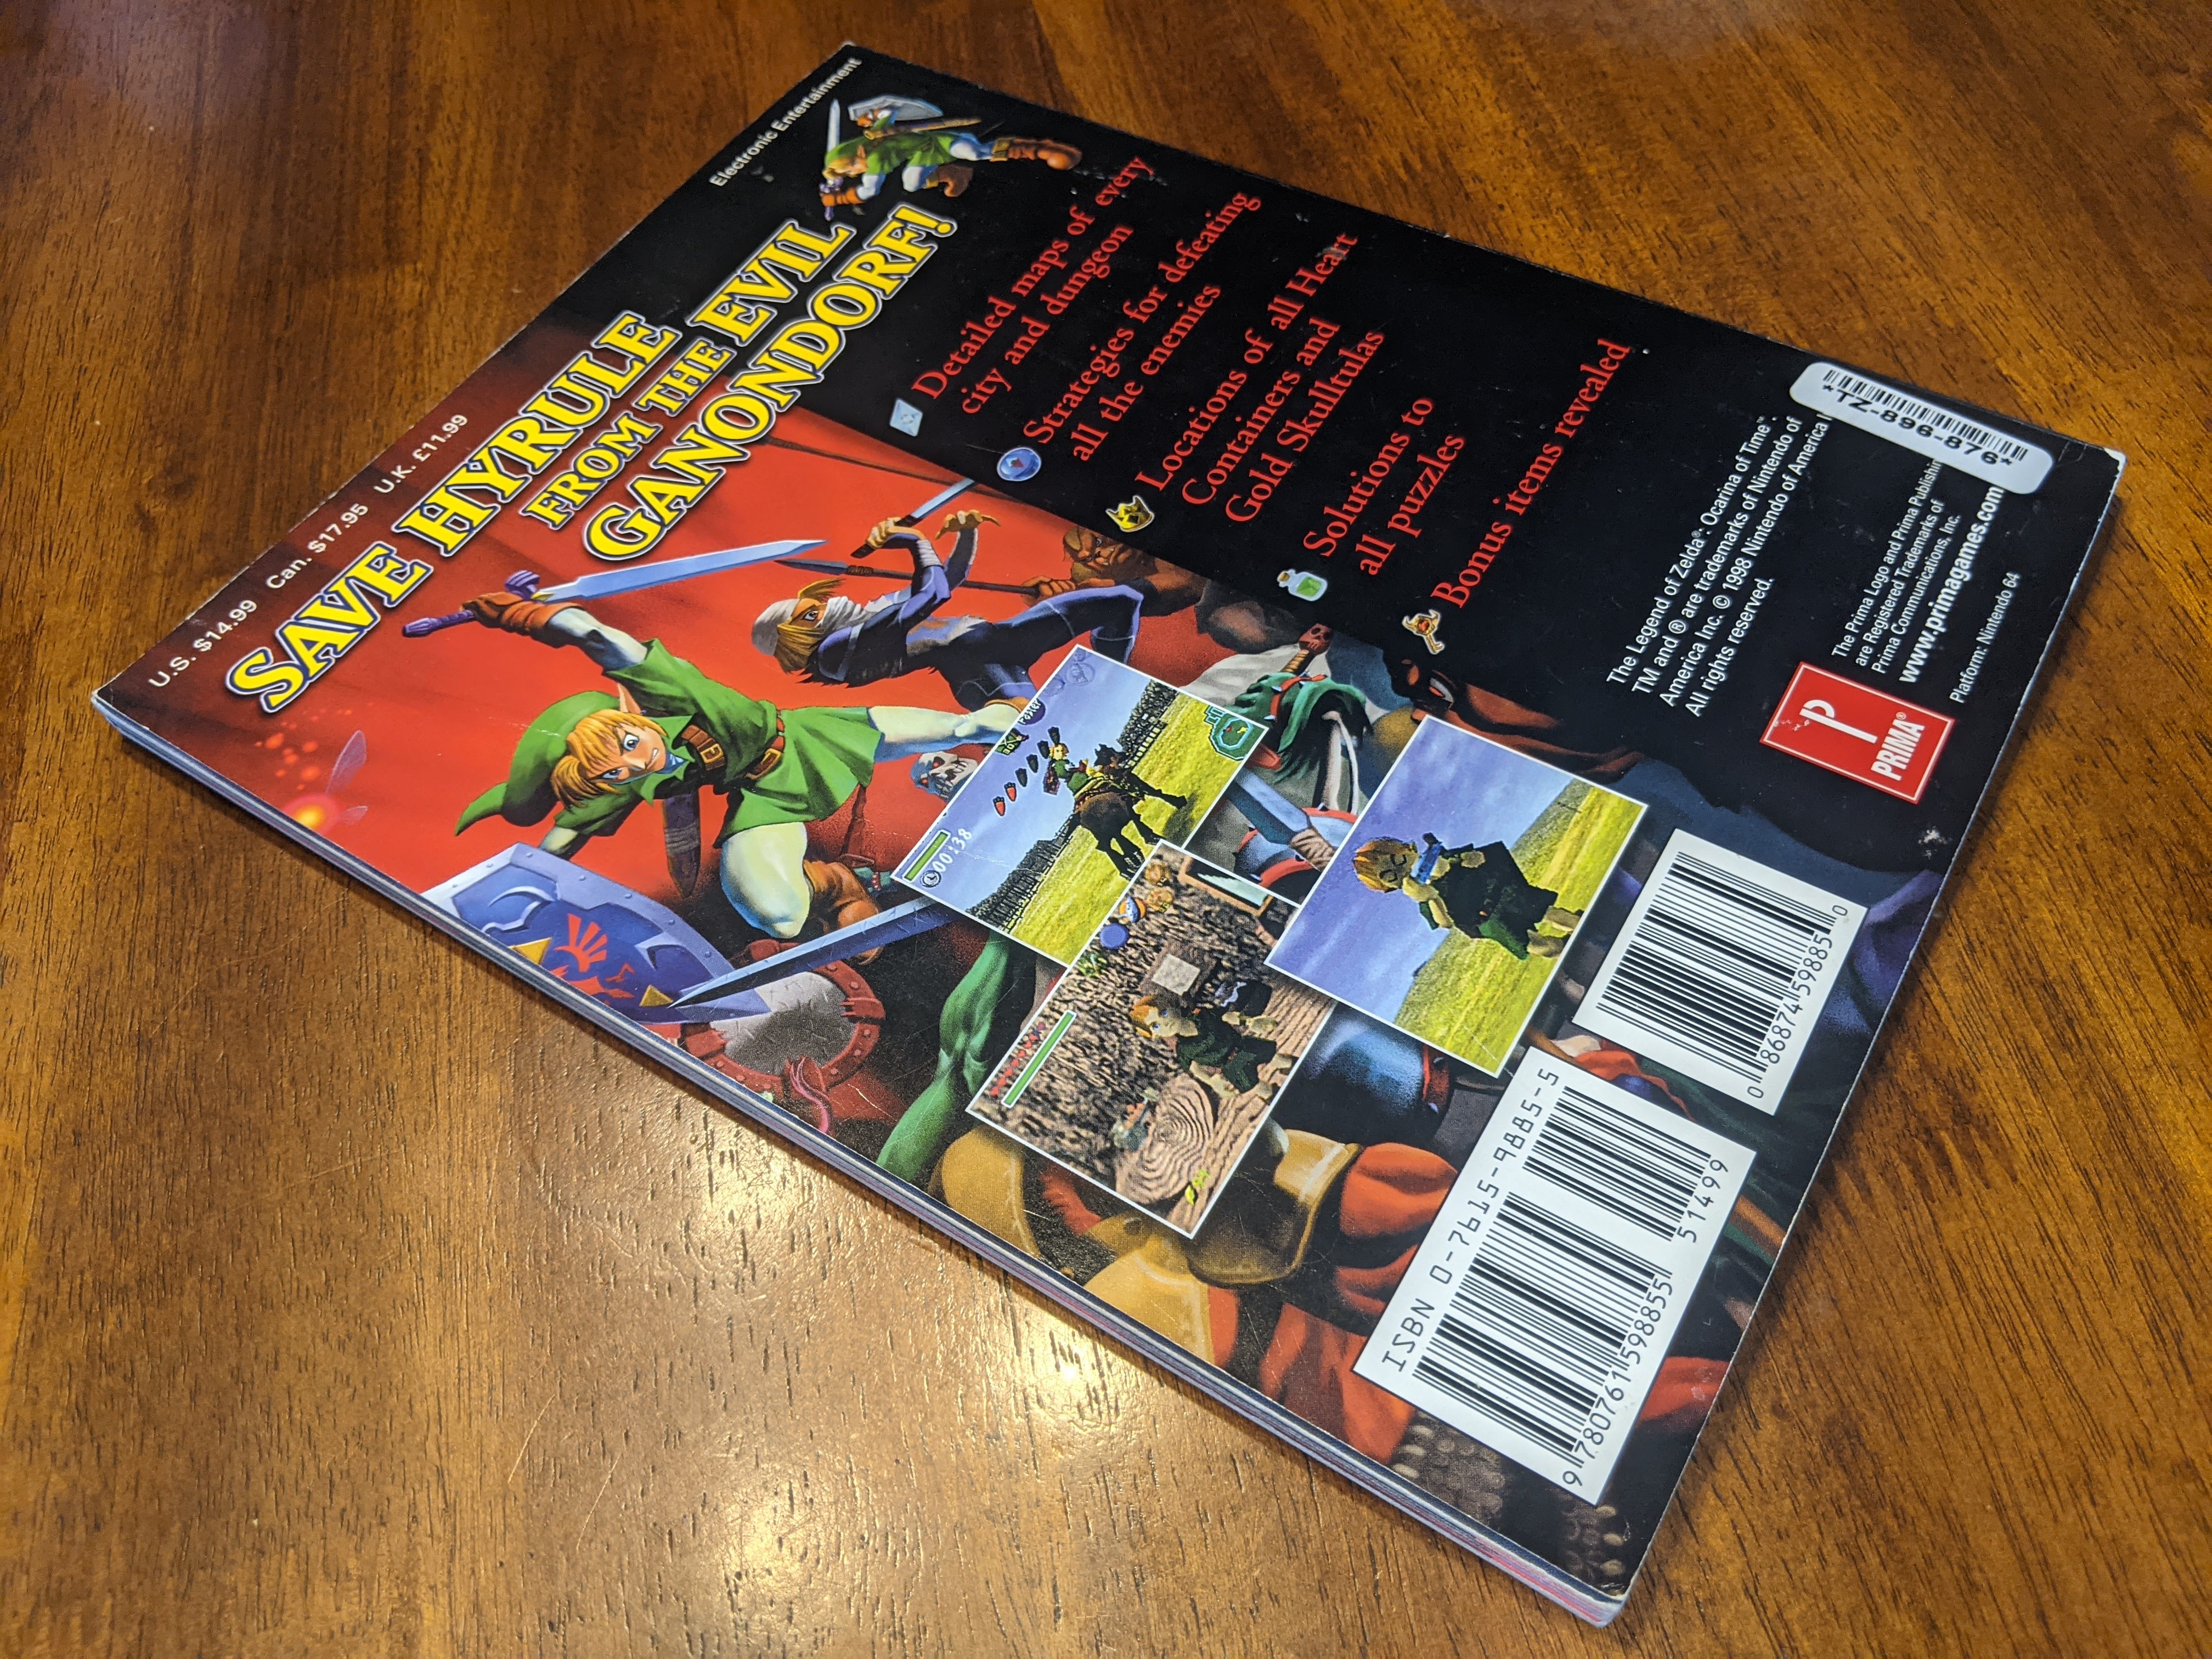 Electronic Entertainment
U.S. $14.99 Can. $17.95 U.K. £11.99
SAVE HYRULE
FROM THE EVIL
GANONDORF!
Detailed maps of every
city and dungeon
Strategies for defeating
all the enemies
Locations of all Heart
Containers and
Gold Skulltulas
Solutions to
all puzzles
Bonus items revealed
00:38
The Legend of Zelda®: Ocarina of Time™,
TM and ® are trademarks of Nintendo of
America Inc. © 1998 Nintendo of America
All rights reserved.
*TZ-896-876*
P
PRIMA®
The Prima Logo and Prima Publishin
are Registered Trademarks of
Prima Communications, Inc.
www.primagames.com
Platform: Nintendo 64
0 86874 59885 0
ISBN 0-7615-9885-5
51499
9 780761 598855